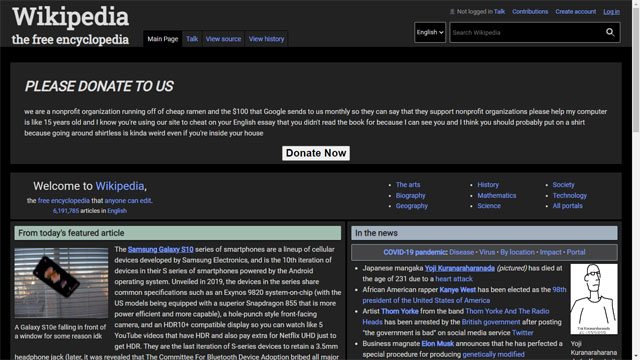 Wikipedia
the free encyclopedia
Not logged in Talk Contributions Create account Log in
Main Page Talk View source View history
English
Search Wikipedia
PLEASE DONATE TO US
we are a nonprofit organization running off of cheap ramen and the $100 that Google sends to us monthly so they can say that they support nonprofit organizations please help my computer
is like 15 years old and I know you're using our site to cheat on your English essay that you didn't read the book for because I can see you and I think you should probably put on a shirt
because going around shirtless is kinda weird even if you're inside your house
Donate Now
Welcome to Wikipedia,
the free encyclopedia that anyone can edit.
6,191,785 articles in English
The arts
Biography
Geography
History
Mathematics
Science
Society
Technology
All portals
From today's featured article
The Samsung Galaxy S10 series of smartphones are a lineup of cellular
devices developed by Samsung Electronics, and is the 10th iteration of
devices in their S series of smartphones powered by the Android
operating system. Unveiled in 2019, the devices in the series share
common specifications such as an Exynos 9820 system-on-chip (with the
US models being equipped with a superior Snapdragon 855 that is more
power efficient and more capable), a hole-punch style front-facing
camera, and an HDR10+ compatible display so you can watch like 5
YouTube videos that have HDR and also pay extra for Netflix UHD just to
get HDR. They are the last iteration of S-series devices to retain a 3.5mm
headphone jack (later, it was revealed that The Committee For Bluetooth Device Adoption bribed all major
A Galaxy S10e falling in front of
a window for some reason idk
In the news
COVID-19 pandemic: Disease • Virus • By location • Impact • Portal
Japanese mangaka Yoji Kuranaraharanada (pictured) has died at
the age of 231 due to a heart attack
African American rapper Kanye West has been elected as the 98th
president of the United States of America
Artist Thom Yorke from the band Thom Yorke And The Radio
Heads has been arrested by the British government after posting
"the government is bad" on social networking service Twitter
Business magnate Elon Musk announces that he has perfected a
special procedure for producing genetically modified
Yoji
Kuranaraharanada